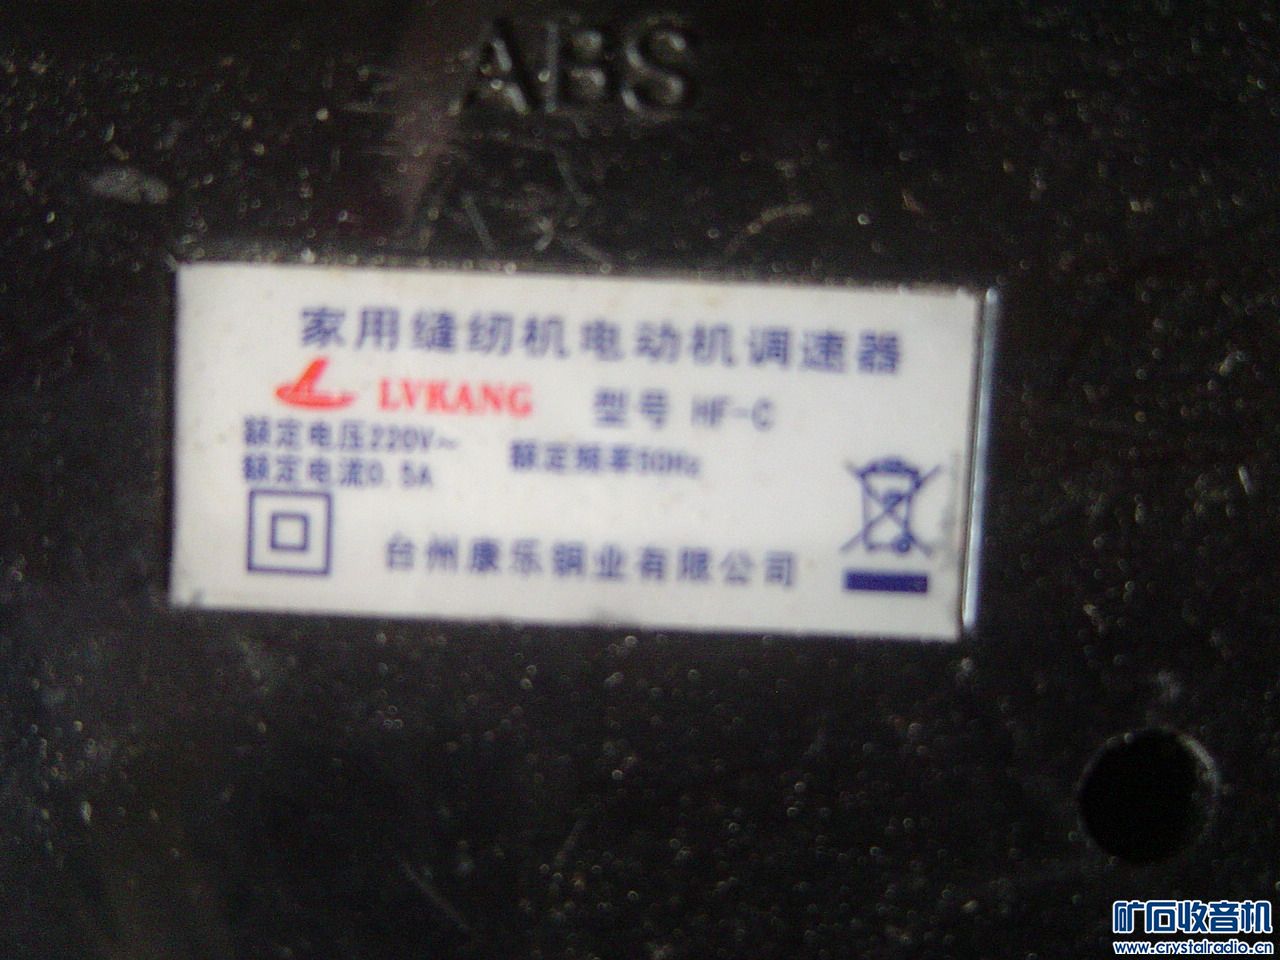 ABS
家用缝纫机电动机调速器
LVKANG 型号 HF-C
额定电压220V~ 额定频率50Hz
额定电流0.5A
台州康乐铜业有限公司
矿石收音机
www.crystalradio.cn